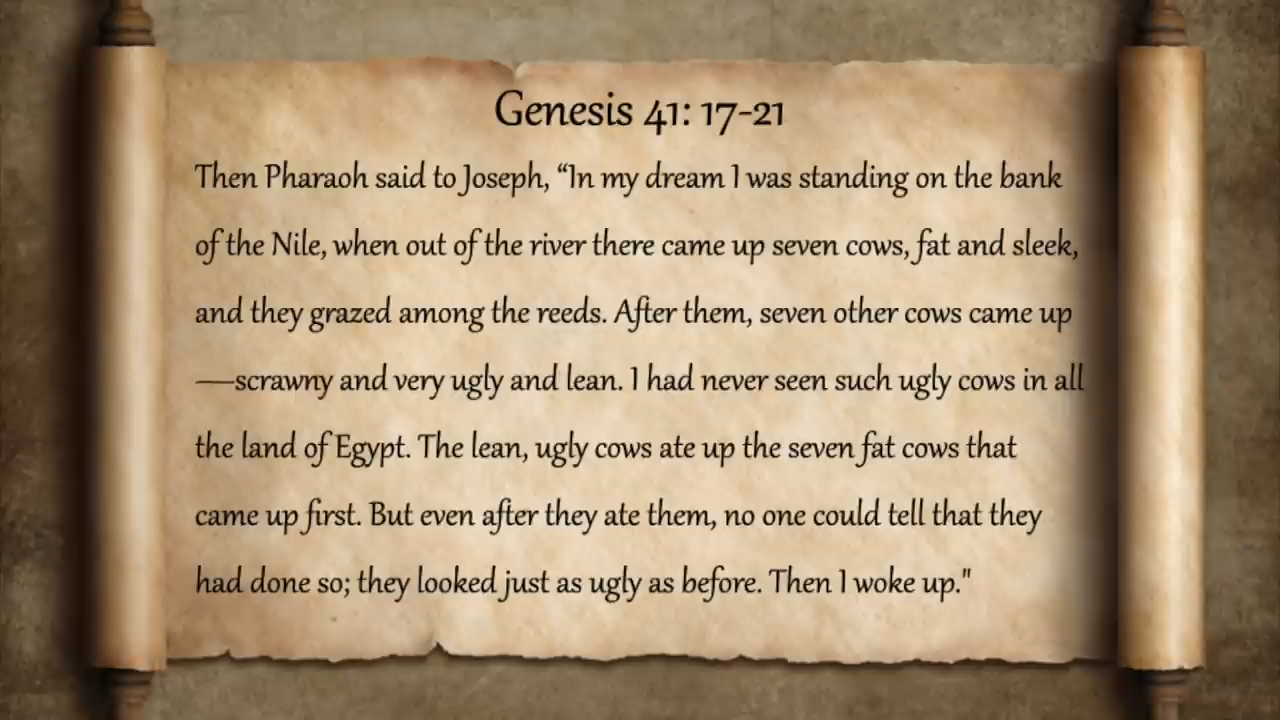 Genesis 41: 17-21
Then Pharaoh said to Joseph, “In my dream I was standing on the bank
of the Nile, when out of the river there came up seven cows, fat and sleek,
and they grazed among the reeds. After them, seven other cows came up
—scrawny and very ugly and lean. I had never seen such ugly cows in all
the land of Egypt. The lean, ugly cows ate up the seven fat cows that
came up first. But even after they ate them, no one could tell that they
had done so; they looked just as ugly as before. Then I woke up."